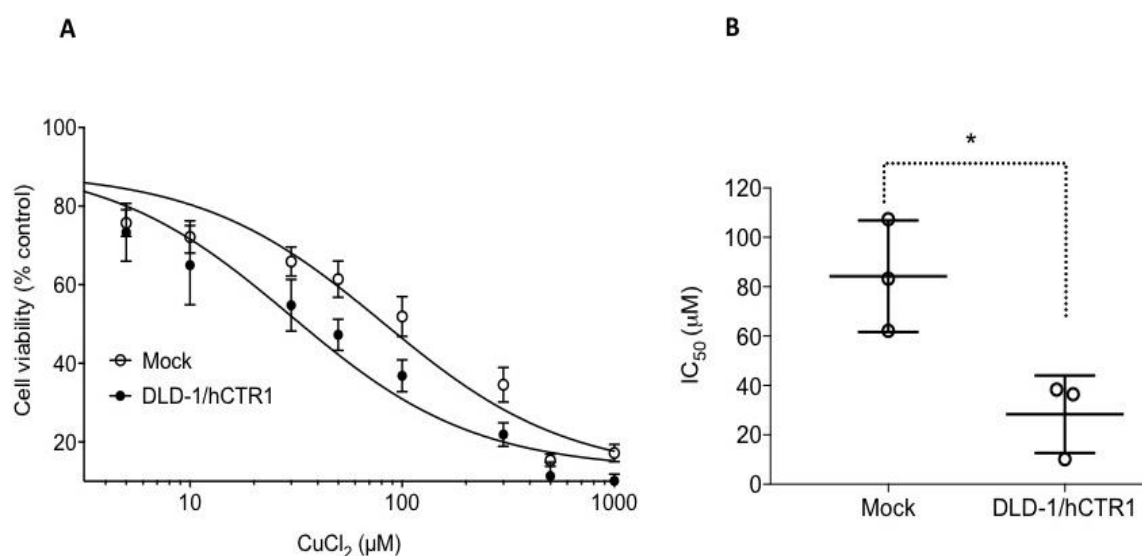 A
100
80
60
40
20
Cell viability (% control)
Mock
DLD-1/hCTR1
10
100
1000
CuCl₂ (μM)
B
*
120
100
80
60
40
20
0
IC₅₀ (μM)
Mock
DLD-1/hCTR1